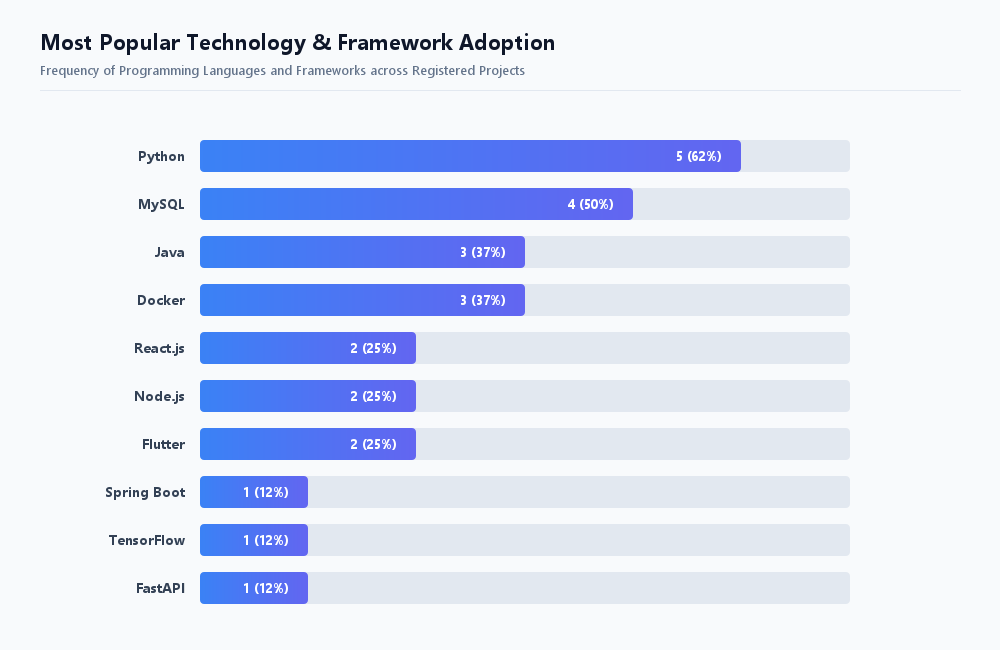 Most Popular Technology & Framework Adoption
Frequency of Programming Languages and Frameworks across Registered Projects
Python 5 (62%)
MySQL 4 (50%)
Java 3 (37%)
Docker 3 (37%)
React.js 2 (25%)
Node.js 2 (25%)
Flutter 2 (25%)
Spring Boot 1 (12%)
TensorFlow 1 (12%)
FastAPI 1 (12%)